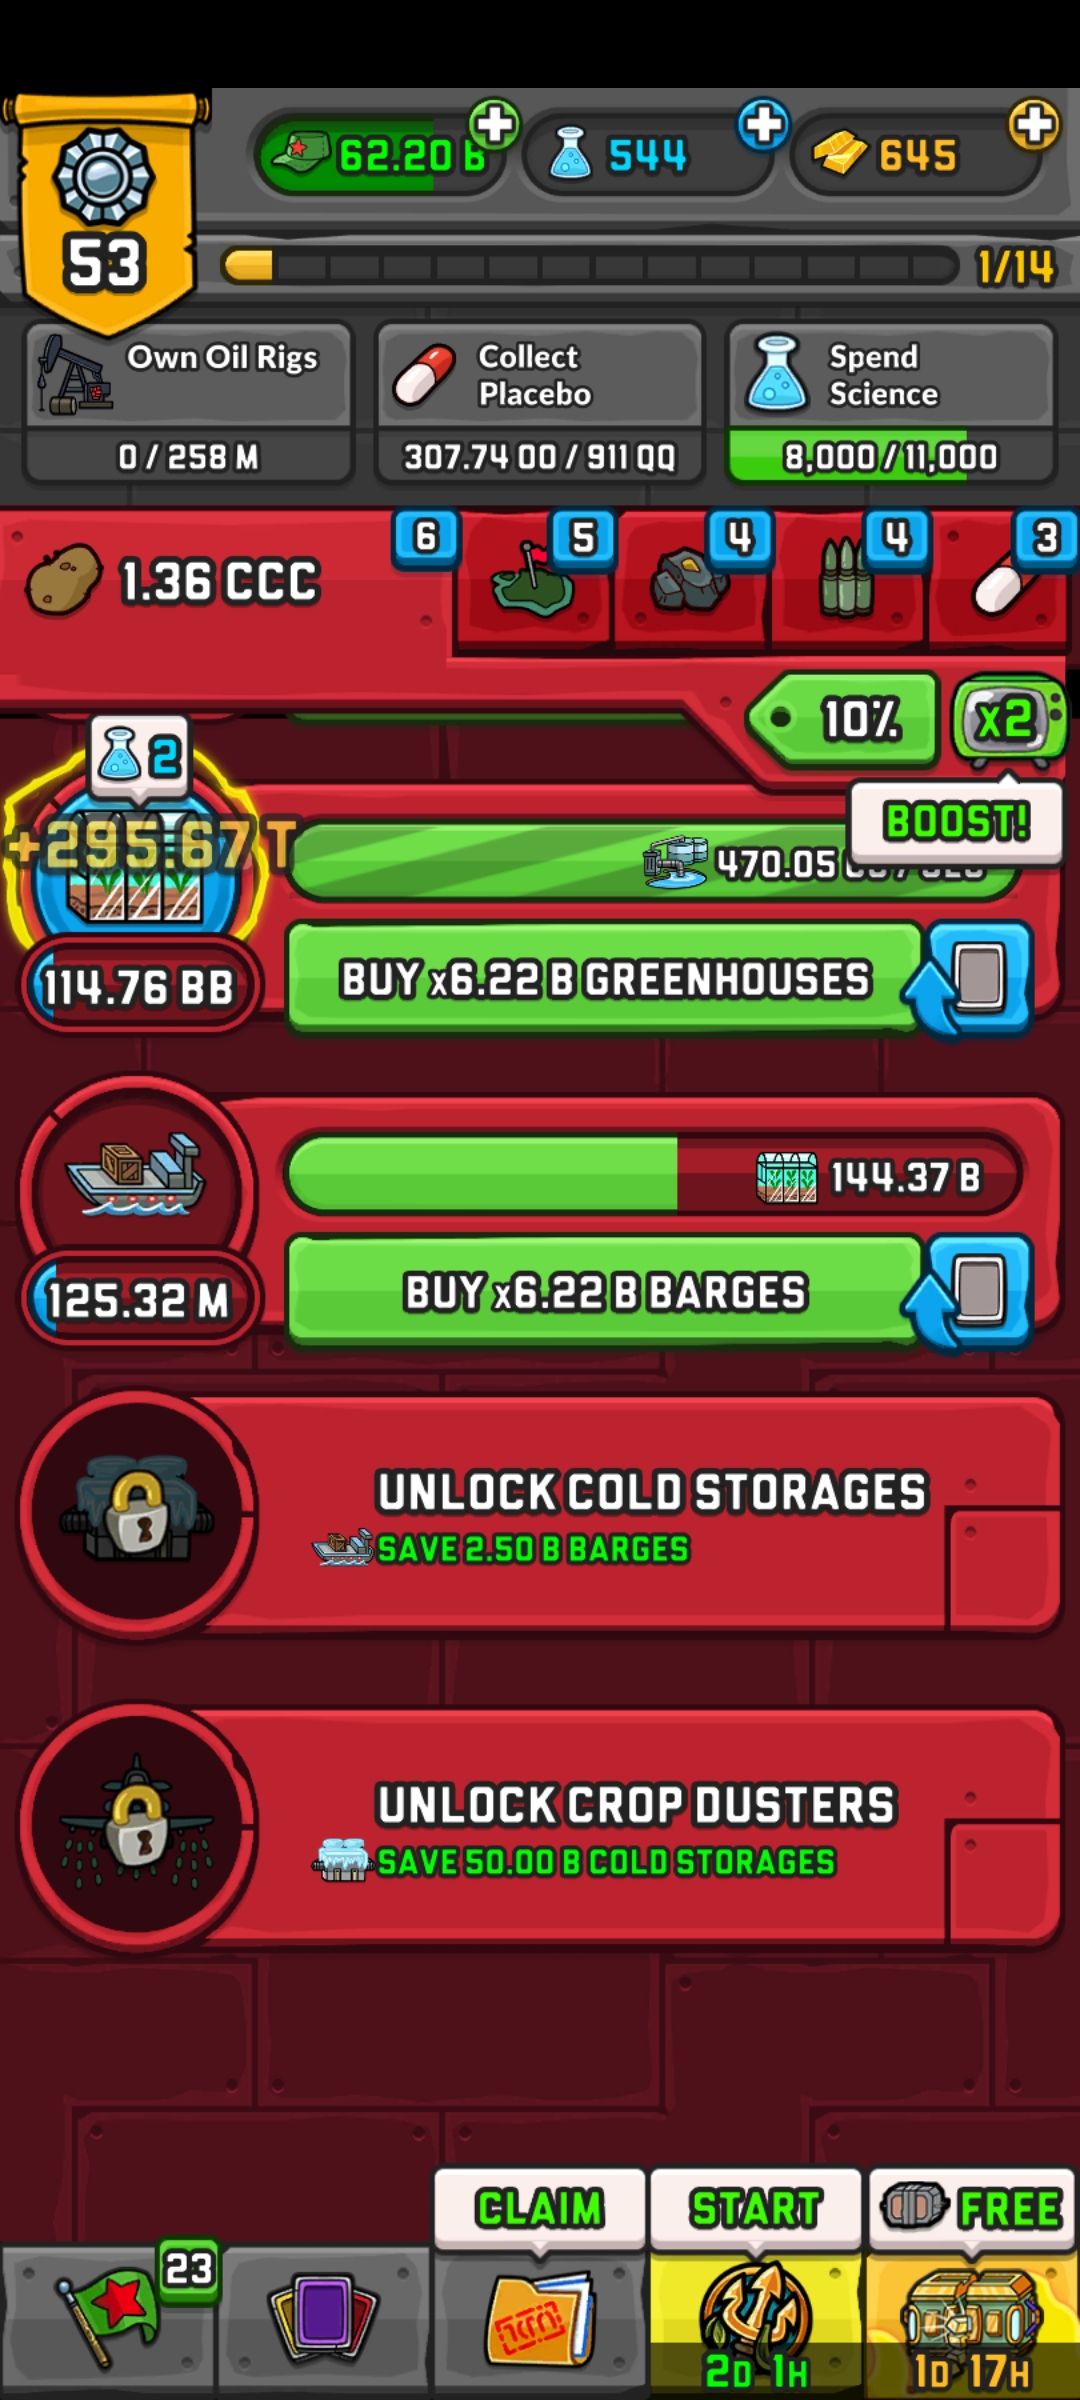 62.20 B
544
645
53
1/14
Own Oil Rigs
0 / 258 M
Collect
Placebo
307.74 OO / 911 QQ
Spend
Science
8,000 / 11,000
1.36 CCC
6
5
4
4
3
10%
x2
BOOST!
2
+295.67 T
470.05
114.76 BB
BUY x6.22 B GREENHOUSES
144.37 B
125.32 M
BUY x6.22 B BARGES
UNLOCK COLD STORAGES
SAVE 2.50 B BARGES
UNLOCK CROP DUSTERS
SAVE 50.00 B COLD STORAGES
CLAIM
START
FREE
23
2D 1H
1D 17H